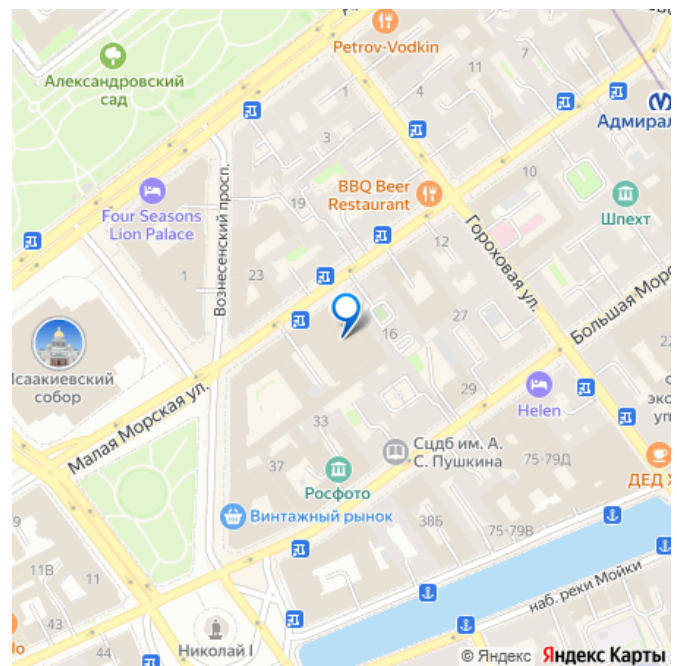 Petrov-Vodkin
Александровский
сад
1
4
11
7
3
Адмирал
BBQ Beer
Restaurant
10
Шпехт
Four Seasons
Lion Palace
19
Вознесенский просп.
Гороховая ул.
12
1
23
Большая Морс
16
27
Исаакиевский
собор
29
Helen
Малая Морская ул.
33
Сцдб им. А.
С. Пушкина
37
75-79Д
ДЕД Х
Росфото
Винтажный рынок
38Б
75-79В
9
11В
11
наб. реки Мойки
43
44
Николай I
© Яндекс Яндекс Карты